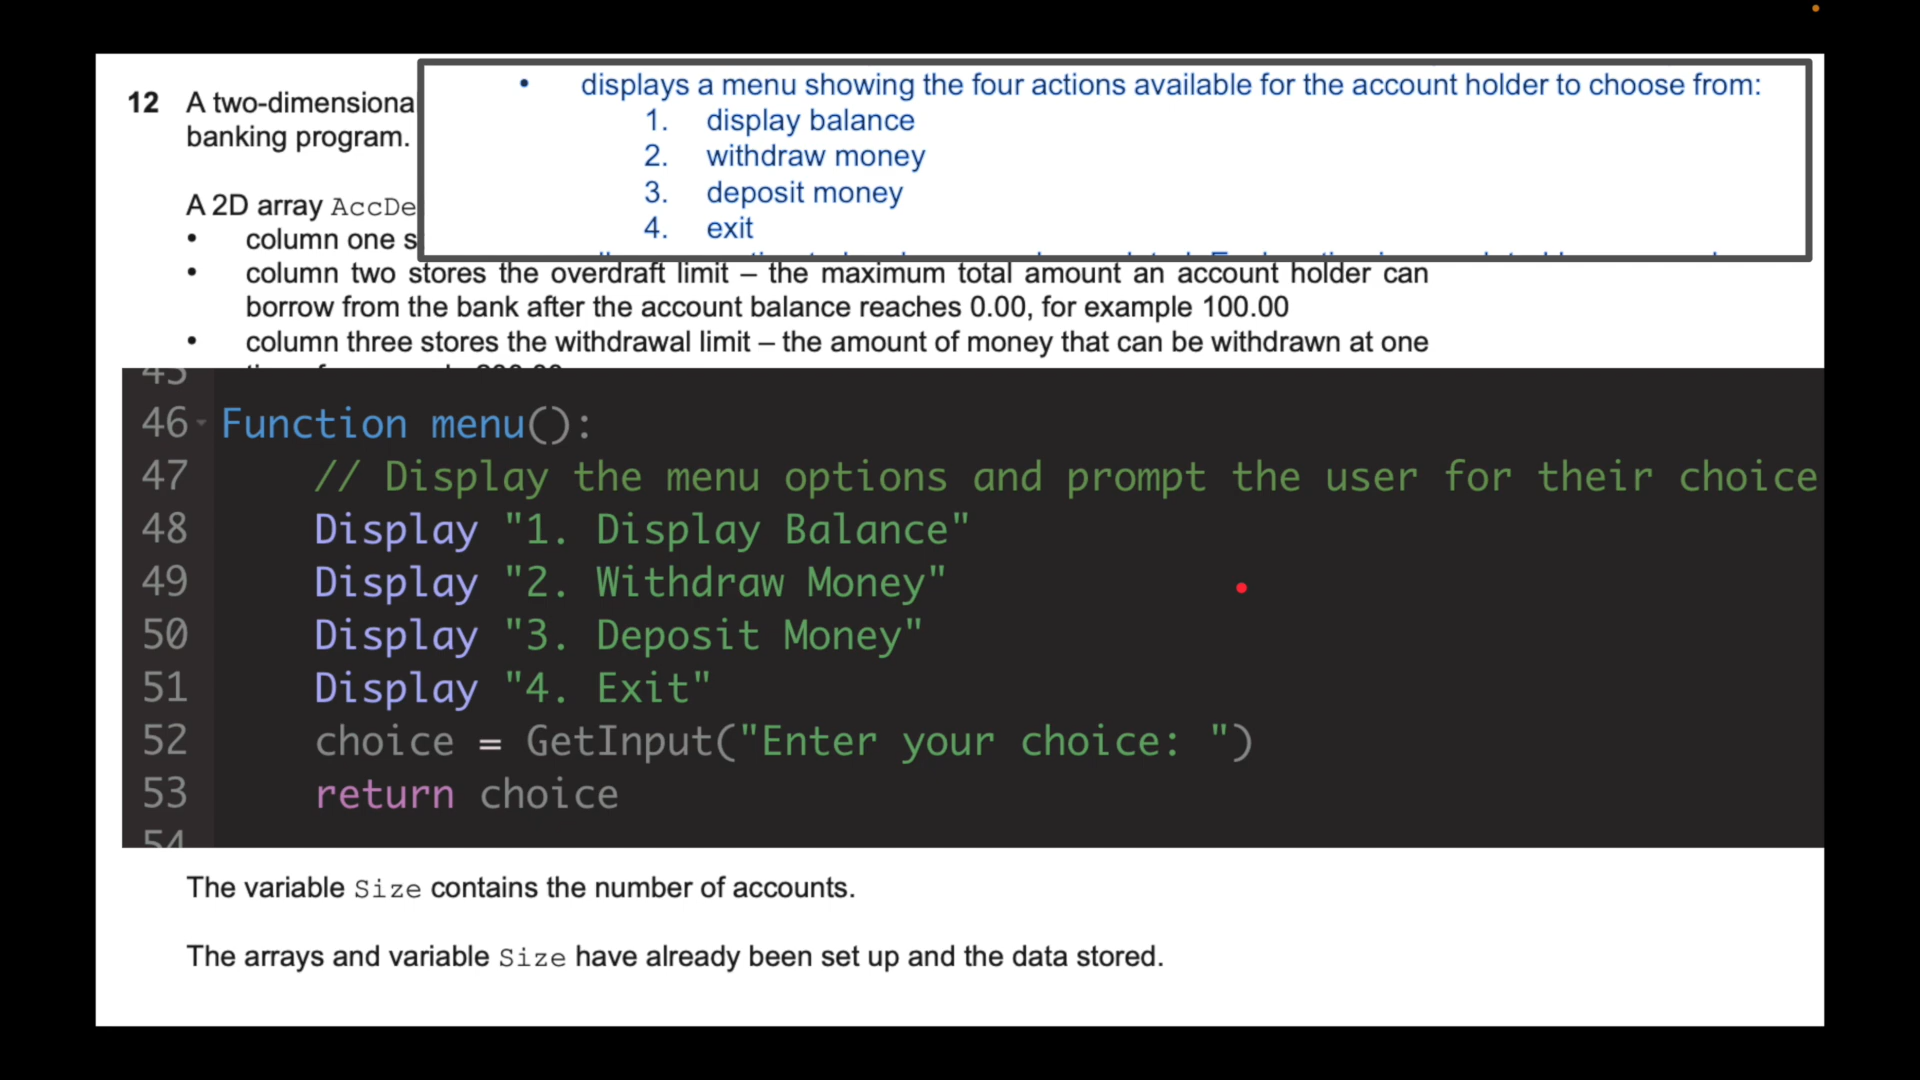 12 A two-dimensiona
banking program.
• displays a menu showing the four actions available for the account holder to choose from:
1. display balance
2. withdraw money
3. deposit money
4. exit
A 2D array AccDe
• column one s
• column two stores the overdraft limit – the maximum total amount an account holder can
borrow from the bank after the account balance reaches 0.00, for example 100.00
• column three stores the withdrawal limit – the amount of money that can be withdrawn at one
45
46 Function menu():
47 // Display the menu options and prompt the user for their choice
48 Display "1. Display Balance"
49 Display "2. Withdraw Money"
50 Display "3. Deposit Money"
51 Display "4. Exit"
52 choice = GetInput("Enter your choice: ")
53 return choice
54
The variable Size contains the number of accounts.
The arrays and variable Size have already been set up and the data stored.